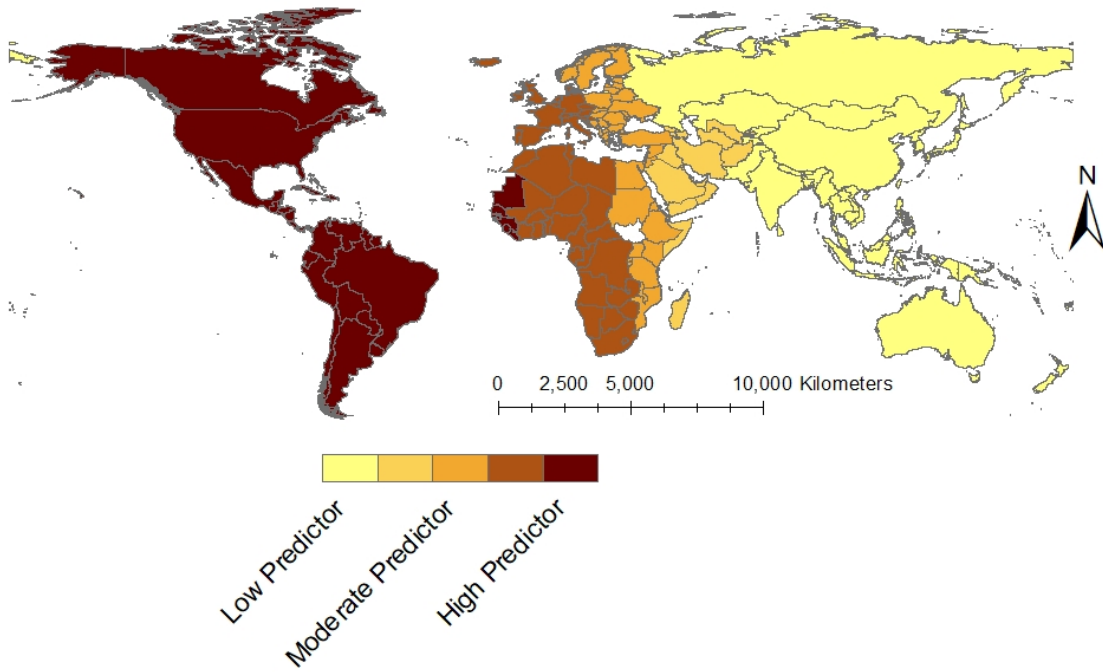 N
0 2,500 5,000 10,000 Kilometers
Low Predictor
Moderate Predictor
High Predictor